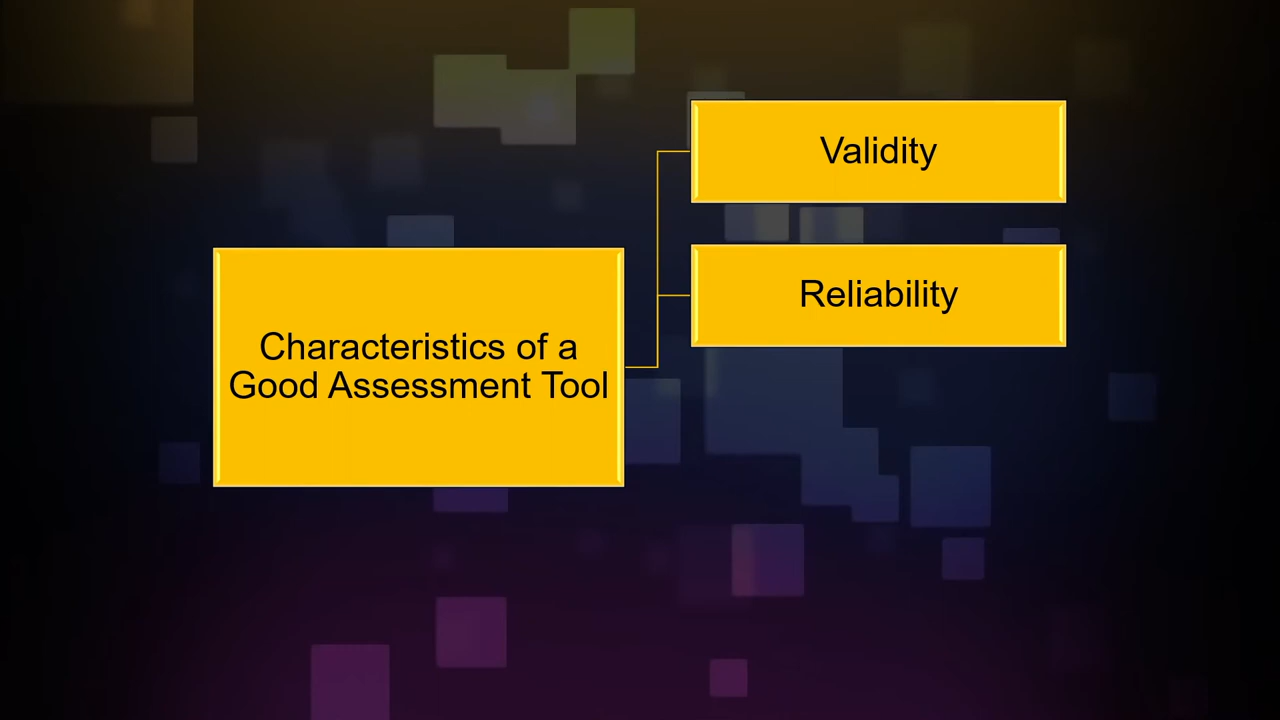 Validity
Reliability
Characteristics of a
Good Assessment Tool